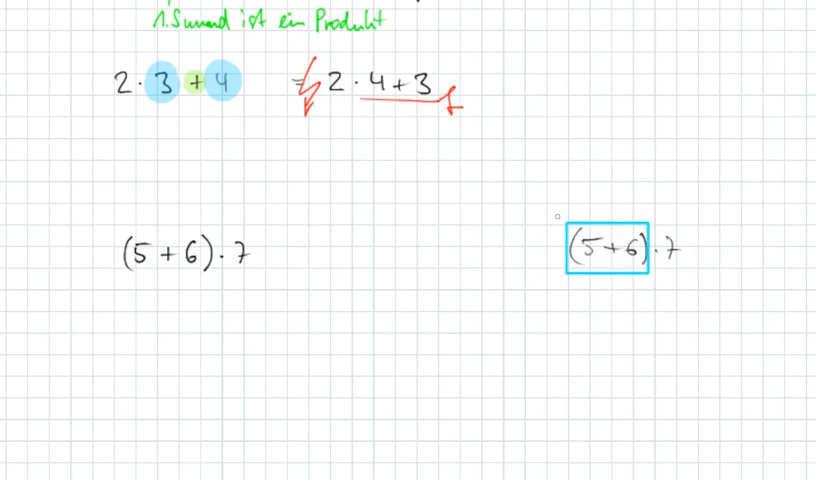 1. Summand ist ein Produkt
2 · 3 + 4 = 2 · 4 + 3 f
(5 + 6) · 7
(5+6) · 7